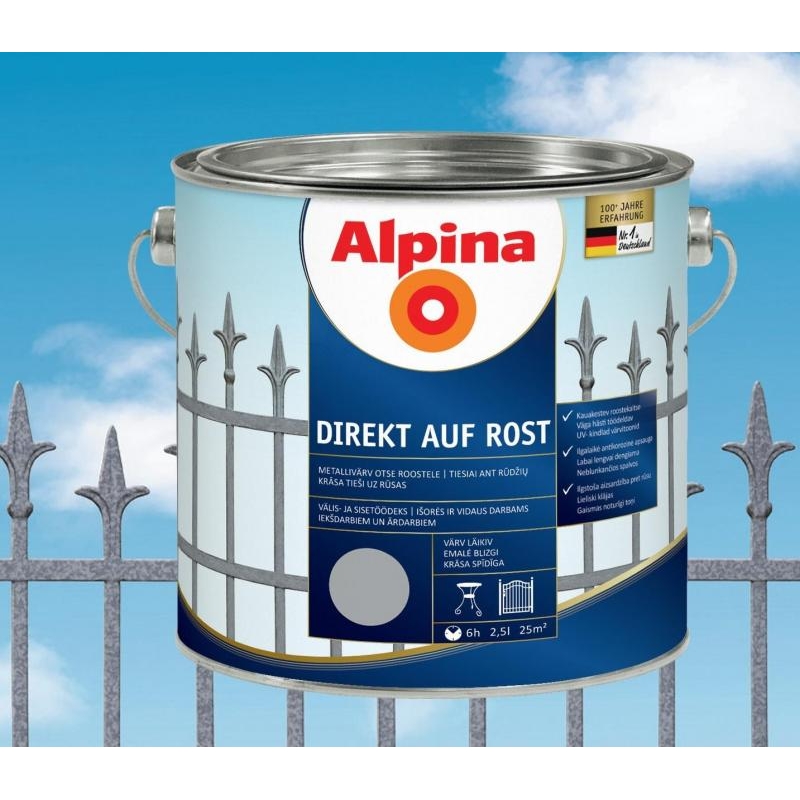 100+ JAHRE
ERFAHRUNG
Nr. 1 in
Deutschland
Alpina
DIREKT AUF ROST
METALLIVÄRV OTSE ROOSTELE | TIESIAI ANT RŪDŽIŲ
KRĀSA TIEŠI UZ RŪSAS
VÄLIS- JA SISETÖÖDEKS | IŠORĖS IR VIDAUS DARBAMS
IEKŠDARBIEM UN ĀRDARBIEM
Kauakestev roostekaitse
Väga hästi töödeldav
UV- kindlad värvitoonid
Ilgalaikė antikorozinė apsauga
Labai lengvai dengiama
Neblunkančios spalvos
Ilgstoša aizsardzība pret rūsu
Lieliski klājas
Gaismas noturīgi toņi
VÄRV LÄIKIV
EMALĖ BLIZGI
KRĀSA SPĪDĪGA
6h 2,5l 25m²